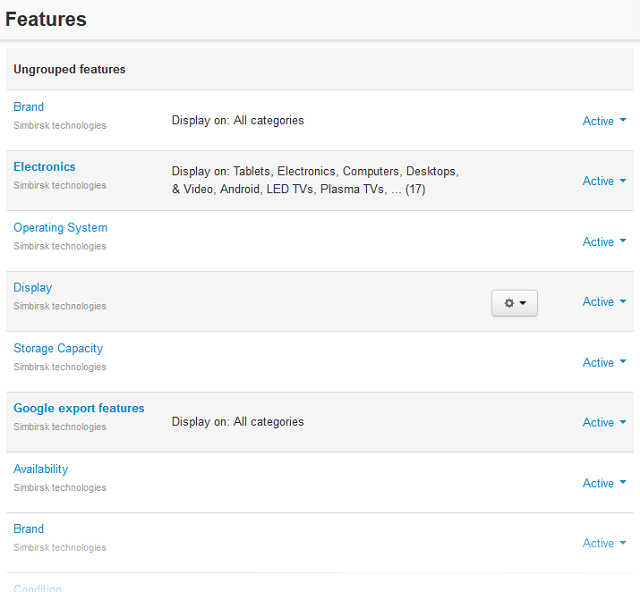 Features
Ungrouped features
Brand
Simbirsk technologies
Display on: All categories
Active
Electronics
Simbirsk technologies
Display on: Tablets, Electronics, Computers, Desktops,
& Video, Android, LED TVs, Plasma TVs, ... (17)
Active
Operating System
Simbirsk technologies
Active
Display
Simbirsk technologies
Active
Storage Capacity
Simbirsk technologies
Active
Google export features
Simbirsk technologies
Display on: All categories
Active
Availability
Simbirsk technologies
Active
Brand
Simbirsk technologies
Active
Condition